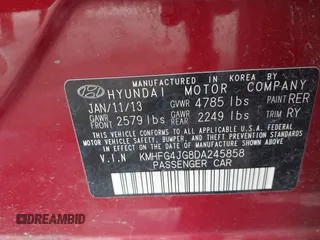 MANUFACTURED IN KOREA BY
HYUNDAI MOTOR COMPANY
JAN/11/13 GVWR 4785 lbs PAINT RER
GAWR FRONT 2579 lbs GAWR REAR 2249 lbs TRIM RY
THIS VEHICLE CONFORMS TO ALL APPLICABLE
FEDERAL MOTOR VEHICLE SAFETY, BUMPER, AND
THEFT PREVENTION STANDARDS IN EFFECT ON THE
DATE OF MANUFACTURE SHOWN ABOVE.
V.I.N KMHFG4JG8DA245858
PASSENGER CAR
DREAMBID